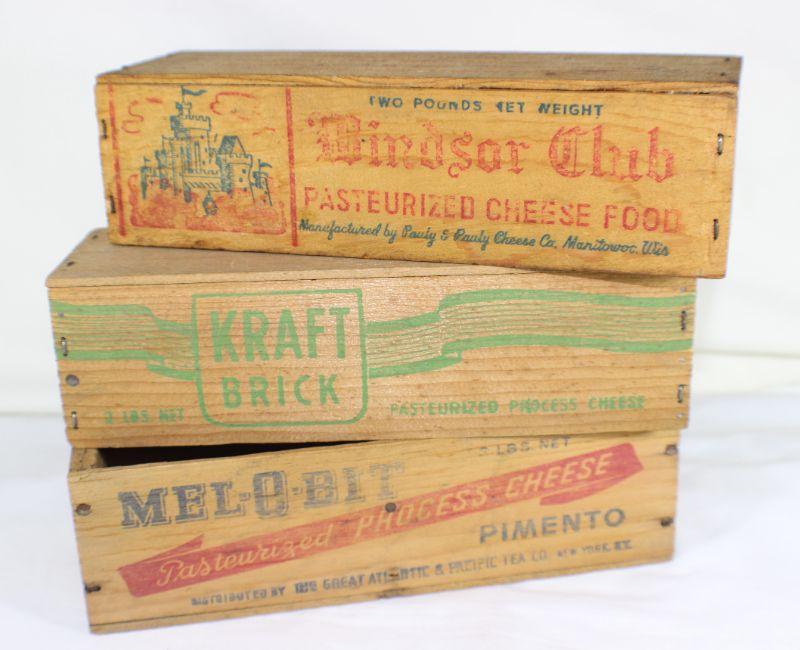 TWO POUNDS NET WEIGHT
Windsor Club
PASTEURIZED CHEESE FOOD
Manufactured by Pauly & Pauly Cheese Co. Manitowoc, Wis
KRAFT
BRICK
2 LBS NET
PASTEURIZED PROCESS CHEESE
2 LBS. NET
MEL-O-BIT
Pasteurized PROCESS CHEESE
PIMENTO
DISTRIBUTED BY THE GREAT ATLANTIC & PACIFIC TEA CO. NEW YORK, N.Y.